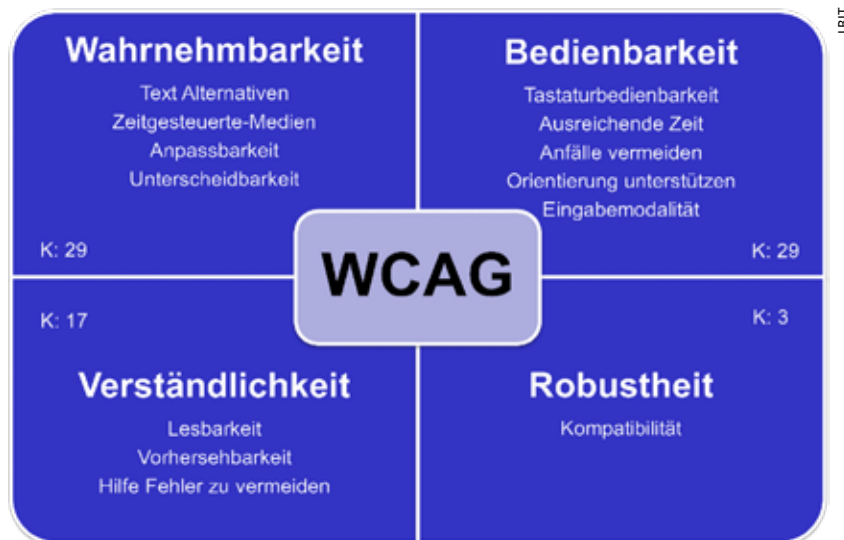 Wahrnehmbarkeit
Text Alternativen
Zeitgesteuerte-Medien
Anpassbarkeit
Unterscheidbarkeit
K: 29
Bedienbarkeit
Tastaturbedienbarkeit
Ausreichende Zeit
Anfälle vermeiden
Orientierung unterstützen
Eingabemodalität
K: 29
WCAG
K: 17
Verständlichkeit
Lesbarkeit
Vorhersehbarkeit
Hilfe Fehler zu vermeiden
K: 3
Robustheit
Kompatibilität